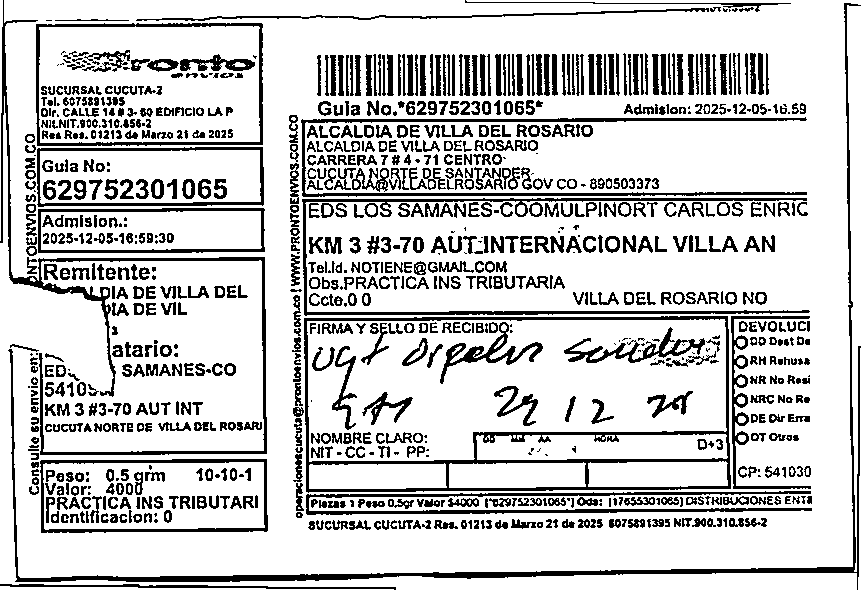 Pronto
envios
SUCURSAL CUCUTA-2
Tel. 6075891395
Dir. CALLE 14 # 3- 60 EDIFICIO LA P
NIt.NIT.900.310.856-2
Res Res. 01213 de Marzo 21 de 2025
Guia No:
629752301065
Admision.:
2025-12-05-16:59:30
Remitente:
DIA DE VILLA DEL
DIA DE VIL
atario:
SAMANES-CO
KM 3 #3-70 AUT INT
CUCUTA NORTE DE VILLA DEL ROSARI
Peso: 0.5 grm 10-10-1
Valor: 4000
PRACTICA INS TRIBUTARI
Identificacion: 0
Consulte su envio en:
ONTOENVIOS.COM.CO
operacionescucuta@prontoenvios.com.co | WWW.PRONTOENVIOS.COM.CO
Guia No.*629752301065*
Admision: 2025-12-05-16:59
ALCALDIA DE VILLA DEL ROSARIO
ALCALDIA DE VILLA DEL ROSARIO
CARRERA 7 # 4 - 71 CENTRO
CUCUTA NORTE DE SANTANDER
ALCALDIA@VILLADELROSARIO GOV CO - 890503373
EDS LOS SAMANES-COOMULPINORT CARLOS ENRIC
KM 3 #3-70 AUT INTERNACIONAL VILLA AN
Tel.Id. NOTIENE@GMAIL.COM
Obs.PRACTICA INS TRIBUTARIA
Ccte.0 0 VILLA DEL ROSARIO NO
FIRMA Y SELLO DE RECIBIDO:
29 12 25
NOMBRE CLARO:
NIT - CC - TI - PP:
DD MM AA HORA
D+3
DEVOLUCI
DD Dest De
RH Rehusa
NR No Resi
NRC No Re
DE Dir Erra
OT Otros
CP: 541030
Piezas 1 Peso 0,5gr Valor $4000 [*629752301065*] Ods: [17655301065] DISTRIBUCIONES ENTR
SUCURSAL CUCUTA-2 Res. 01213 de Marzo 21 de 2025 6075891395 NIT.900.310.856-2